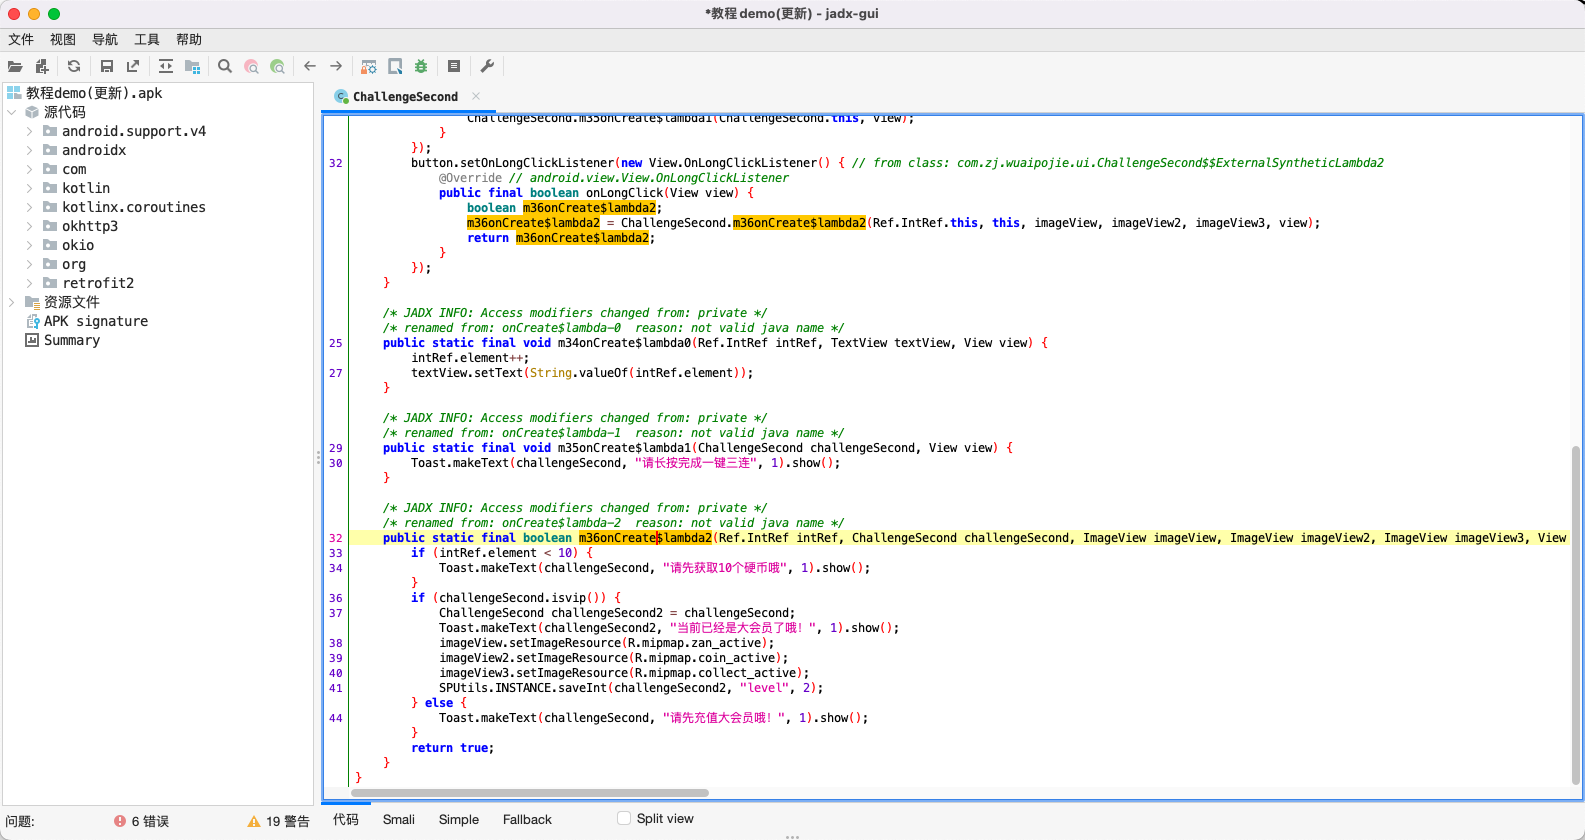 *教程demo(更新) - jadx-gui
文件 视图 导航 工具 帮助
教程demo(更新).apk
源代码
android.support.v4
androidx
com
kotlin
kotlinx.coroutines
okhttp3
okio
org
retrofit2
资源文件
APK signature
Summary
ChallengeSecond
ChallengeSecond.m35onCreate$lambda1(ChallengeSecond.this, view);
}
});
32 button.setOnLongClickListener(new View.OnLongClickListener() { // from class: com.zj.wuaipojie.ui.ChallengeSecond$$ExternalSyntheticLambda2
@Override // android.view.View.OnLongClickListener
public final boolean onLongClick(View view) {
boolean m36onCreate$lambda2;
m36onCreate$lambda2 = ChallengeSecond.m36onCreate$lambda2(Ref.IntRef.this, this, imageView, imageView2, imageView3, view);
return m36onCreate$lambda2;
}
});
}
/* JADX INFO: Access modifiers changed from: private */
/* renamed from: onCreate$lambda-0  reason: not valid java name */
25 public static final void m34onCreate$lambda0(Ref.IntRef intRef, TextView textView, View view) {
intRef.element++;
27 textView.setText(String.valueOf(intRef.element));
}
/* JADX INFO: Access modifiers changed from: private */
/* renamed from: onCreate$lambda-1  reason: not valid java name */
29 public static final void m35onCreate$lambda1(ChallengeSecond challengeSecond, View view) {
30 Toast.makeText(challengeSecond, "请长按完成一键三连", 1).show();
}
/* JADX INFO: Access modifiers changed from: private */
/* renamed from: onCreate$lambda-2  reason: not valid java name */
32 public static final boolean m36onCreate$lambda2(Ref.IntRef intRef, ChallengeSecond challengeSecond, ImageView imageView, ImageView imageView2, ImageView imageView3, View
33 if (intRef.element < 10) {
34 Toast.makeText(challengeSecond, "请先获取10个硬币哦", 1).show();
}
36 if (challengeSecond.isvip()) {
37 ChallengeSecond challengeSecond2 = challengeSecond;
Toast.makeText(challengeSecond2, "当前已经是大会员了哦！", 1).show();
38 imageView.setImageResource(R.mipmap.zan_active);
39 imageView2.setImageResource(R.mipmap.coin_active);
40 imageView3.setImageResource(R.mipmap.collect_active);
41 SPUtils.INSTANCE.saveInt(challengeSecond2, "level", 2);
} else {
44 Toast.makeText(challengeSecond, "请先充值大会员哦！", 1).show();
}
return true;
}
}
问题: 6 错误 19 警告 代码 Smali Simple Fallback Split view